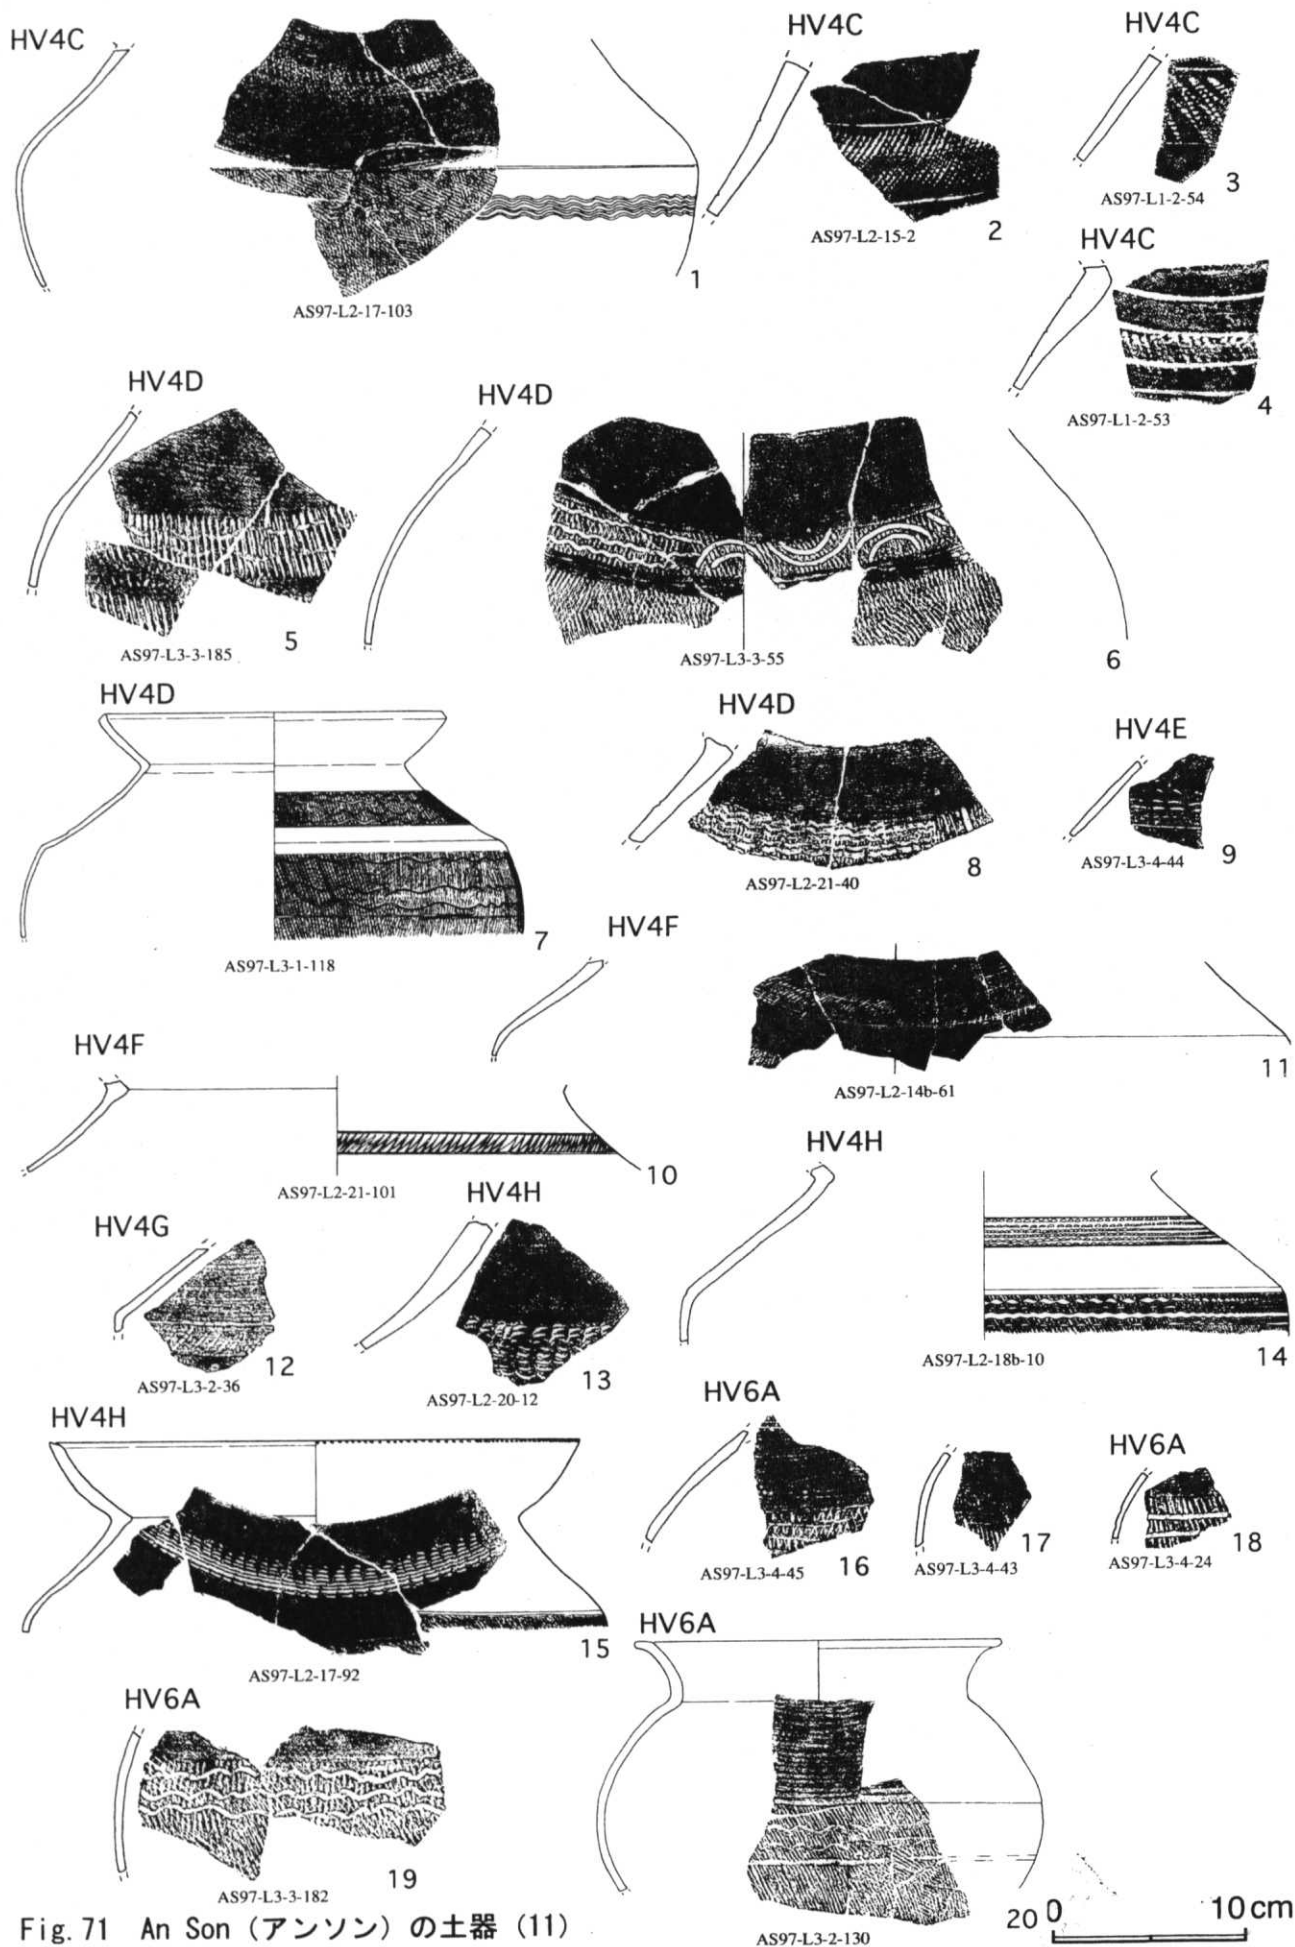 HV4C
HV4C
HV4C
AS97-L2-17-103
1
AS97-L2-15-2
2
AS97-L1-2-54
3
HV4C
AS97-L1-2-53
4
HV4D
HV4D
AS97-L3-3-185
5
AS97-L3-3-55
6
HV4D
AS97-L3-1-118
7
HV4D
AS97-L2-21-40
8
HV4E
AS97-L3-4-44
9
HV4F
AS97-L2-14b-61
11
HV4F
AS97-L2-21-101
10
HV4G
AS97-L3-2-36
12
HV4H
AS97-L2-20-12
13
HV4H
AS97-L2-18b-10
14
HV4H
AS97-L2-17-92
15
HV6A
AS97-L3-4-45
16
AS97-L3-4-43
17
HV6A
AS97-L3-4-24
18
HV6A
AS97-L3-3-182
19
HV6A
AS97-L3-2-130
20
0 10cm
Fig. 71 An Son (アンソン) の土器 (11)